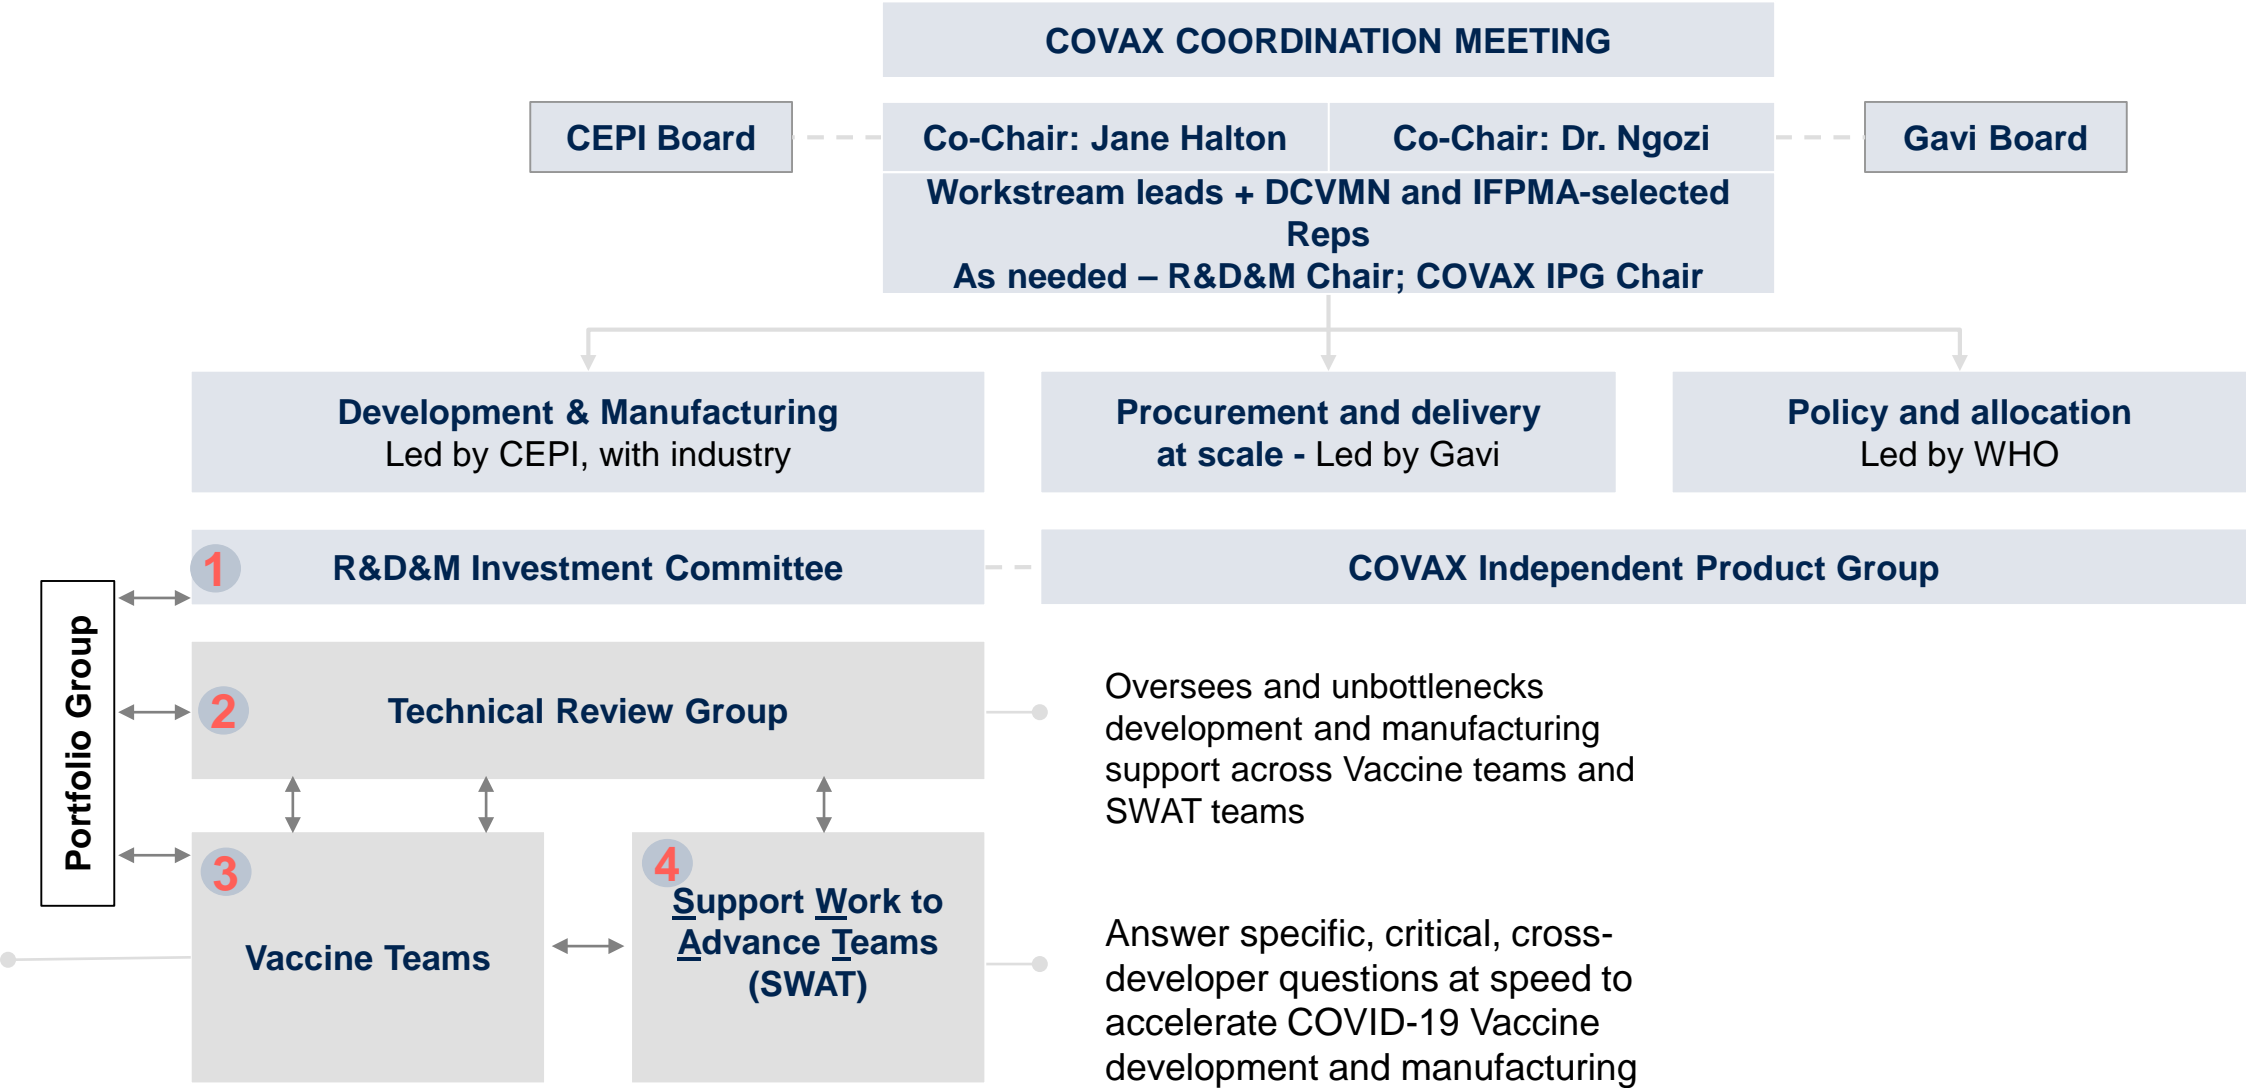 COVAX COORDINATION MEETING
CEPI Board
Co-Chair: Jane Halton
Co-Chair: Dr. Ngozi
Gavi Board
Workstream leads + DCVMN and IFPMA-selected
Reps
As needed – R&D&M Chair; COVAX IPG Chair
Development & Manufacturing
Led by CEPI, with industry
Procurement and delivery
at scale - Led by Gavi
Policy and allocation
Led by WHO
1
R&D&M Investment Committee
COVAX Independent Product Group
Portfolio Group
2
Technical Review Group
Oversees and unbottlenecks
development and manufacturing
support across Vaccine teams and
SWAT teams
3
Vaccine Teams
4
Support Work to
Advance Teams
(SWAT)
Answer specific, critical, cross-
developer questions at speed to
accelerate COVID-19 Vaccine
development and manufacturing